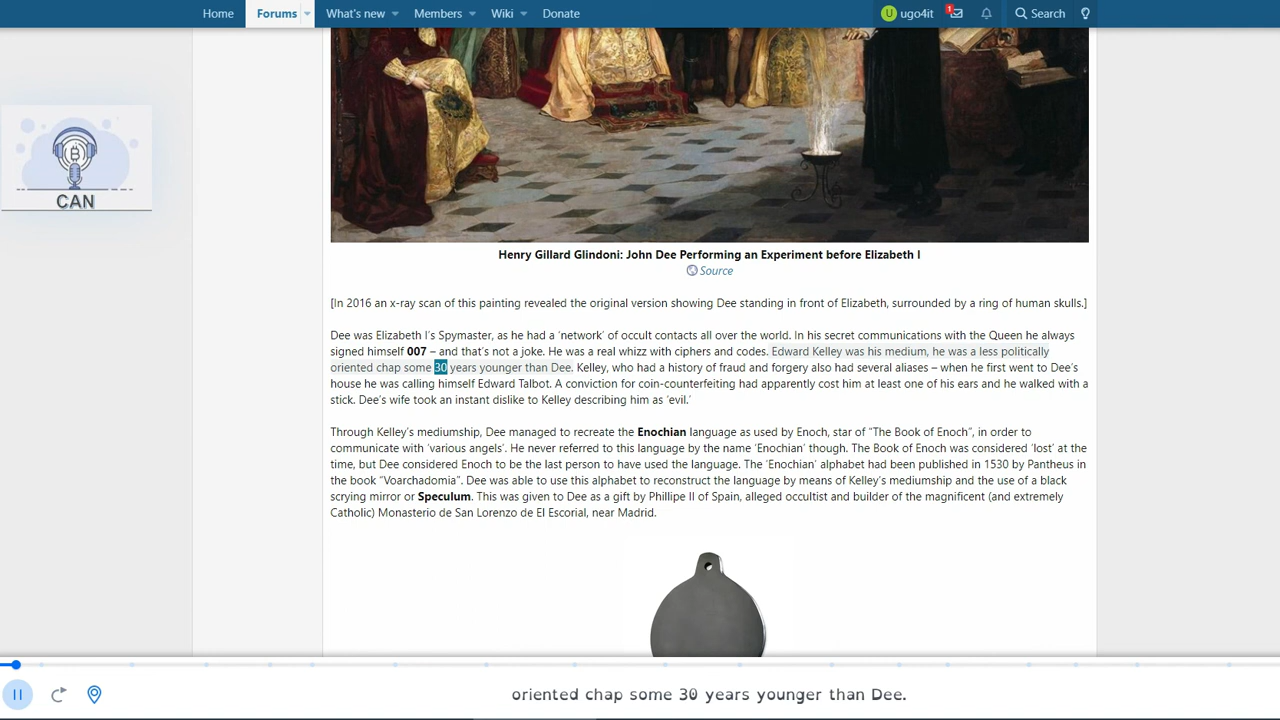 Home Forums What's new Members Wiki Donate ugo4it 1 Search
CAN
Henry Gillard Glindoni: John Dee Performing an Experiment before Elizabeth I
Source
[In 2016 an x-ray scan of this painting revealed the original version showing Dee standing in front of Elizabeth, surrounded by a ring of human skulls.]
Dee was Elizabeth I's Spymaster, as he had a 'network' of occult contacts all over the world. In his secret communications with the Queen he always
signed himself 007 – and that's not a joke. He was a real whizz with ciphers and codes. Edward Kelley was his medium, he was a less politically
oriented chap some 30 years younger than Dee. Kelley, who had a history of fraud and forgery also had several aliases – when he first went to Dee's
house he was calling himself Edward Talbot. A conviction for coin-counterfeiting had apparently cost him at least one of his ears and he walked with a
stick. Dee's wife took an instant dislike to Kelley describing him as 'evil.'
Through Kelley's mediumship, Dee managed to recreate the Enochian language as used by Enoch, star of "The Book of Enoch", in order to
communicate with 'various angels'. He never referred to this language by the name 'Enochian' though. The Book of Enoch was considered 'lost' at the
time, but Dee considered Enoch to be the last person to have used the language. The 'Enochian' alphabet had been published in 1530 by Pantheus in
the book "Voarchadomia". Dee was able to use this alphabet to reconstruct the language by means of Kelley's mediumship and the use of a black
scrying mirror or Speculum. This was given to Dee as a gift by Phillipe II of Spain, alleged occultist and builder of the magnificent (and extremely
Catholic) Monasterio de San Lorenzo de El Escorial, near Madrid.
oriented chap some 30 years younger than Dee.